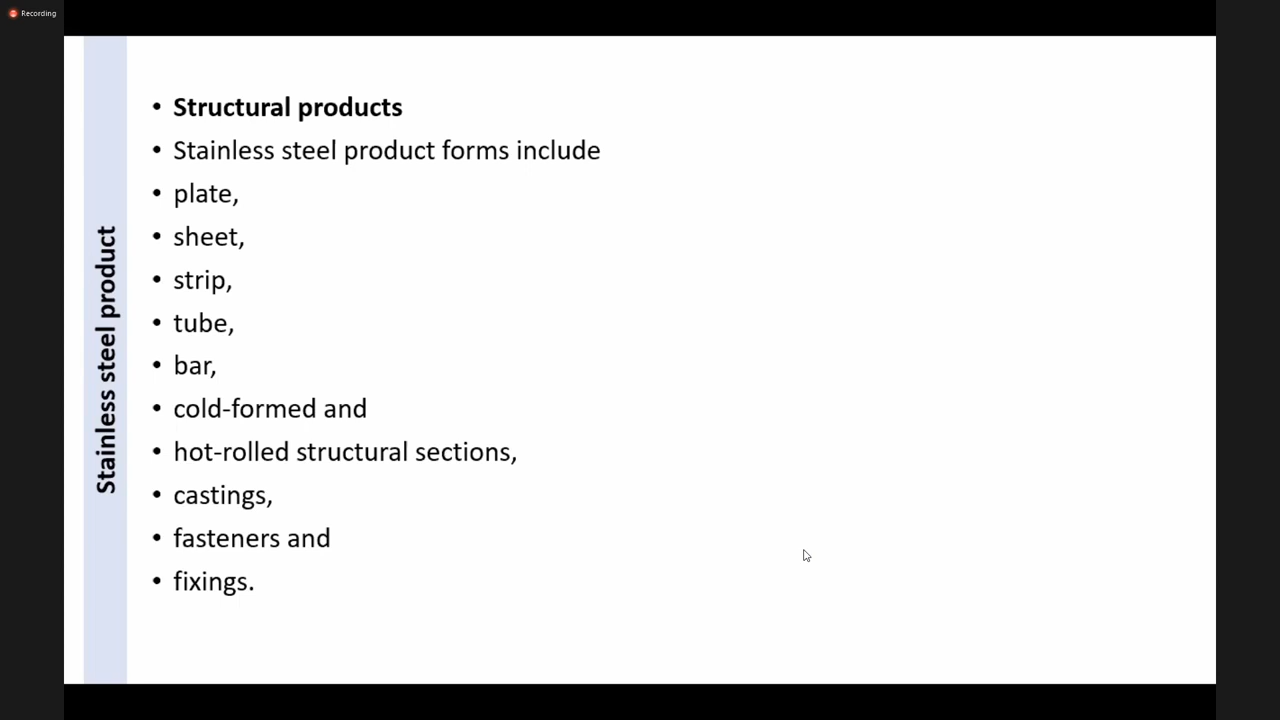 Recording
Stainless steel product
• Structural products
• Stainless steel product forms include
• plate,
• sheet,
• strip,
• tube,
• bar,
• cold-formed and
• hot-rolled structural sections,
• castings,
• fasteners and
• fixings.